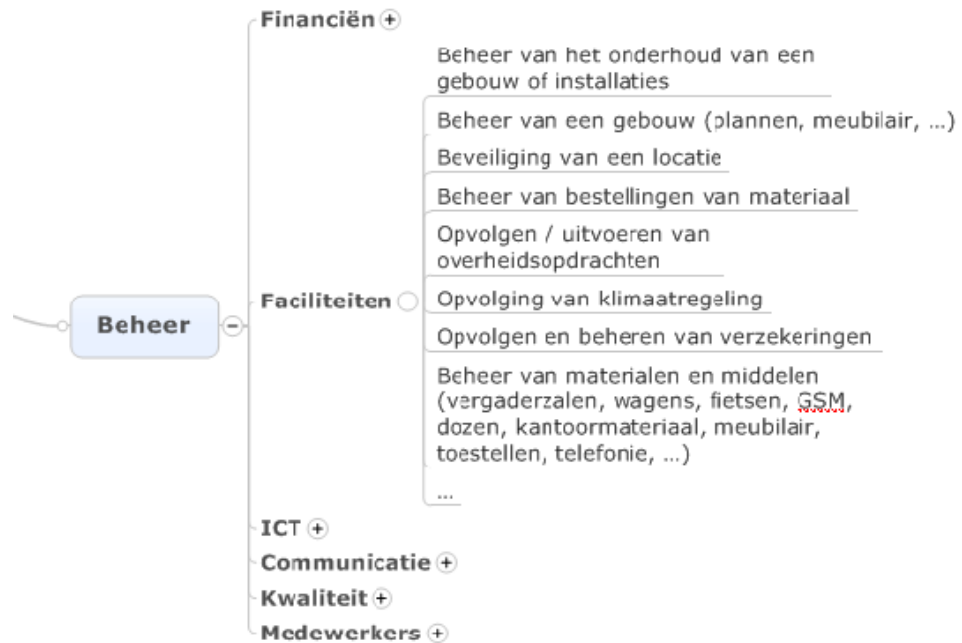 Financiën
Beheer van het onderhoud van een
gebouw of installaties
Beheer van een gebouw (plannen, meubilair, ...)
Beveiliging van een locatie
Beheer van bestellingen van materiaal
Opvolgen / uitvoeren van
overheidsopdrachten
Faciliteiten
Opvolging van klimaatregeling
Beheer
Opvolgen en beheren van verzekeringen
Beheer van materialen en middelen
(vergaderzalen, wagens, fietsen, GSM,
dozen, kantoormateriaal, meubilair,
toestellen, telefonie, ...)
...
ICT
Communicatie
Kwaliteit
Medewerkers